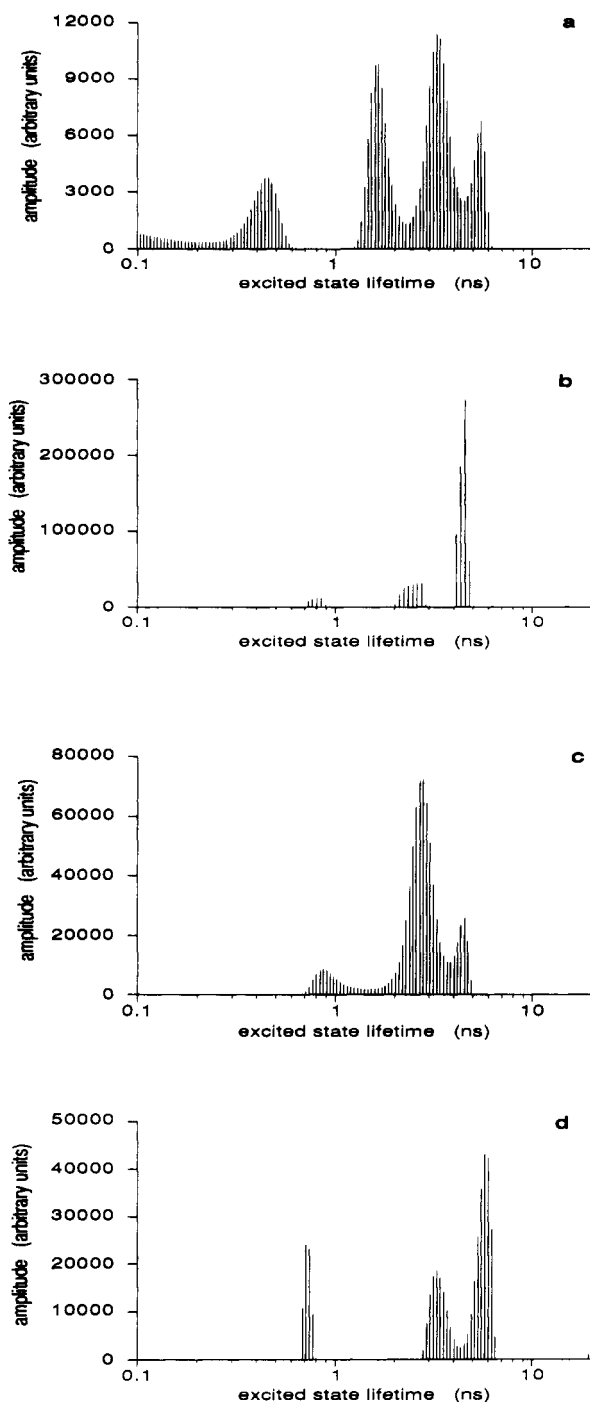 a
12000
9000
6000
3000
0
amplitude (arbitrary units)
0.1
1
10
excited state lifetime (ns)
b
300000
200000
100000
0
amplitude (arbitrary units)
0.1
1
10
excited state lifetime (ns)
c
80000
60000
40000
20000
0
amplitude (arbitrary units)
0.1
1
10
excited state lifetime (ns)
d
50000
40000
30000
20000
10000
0
amplitude (arbitrary units)
0.1
1
10
excited state lifetime (ns)